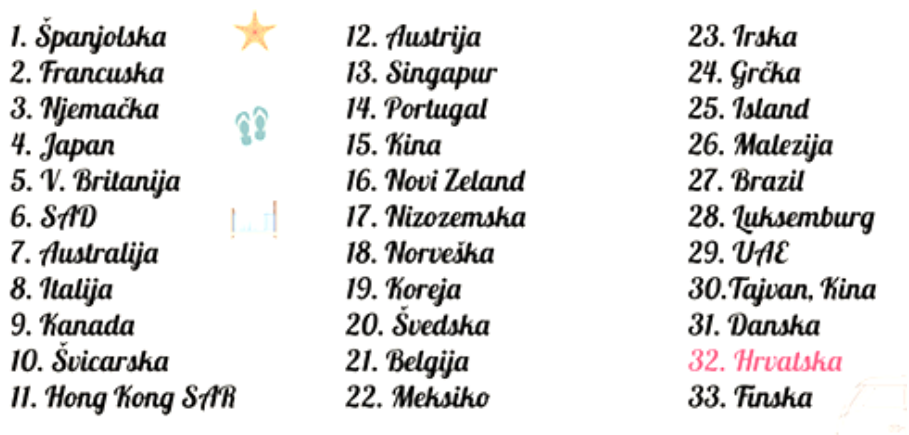 1. Španjolska
2. Francuska
3. Njemačka
4. Japan
5. V. Britanija
6. SAD
7. Australija
8. Italija
9. Kanada
10. Švicarska
11. Hong Kong SAR
12. Austrija
13. Singapur
14. Portugal
15. Kina
16. Novi Zeland
17. Nizozemska
18. Norveška
19. Koreja
20. Švedska
21. Belgija
22. Meksiko
23. Irska
24. Grčka
25. Island
26. Malezija
27. Brazil
28. Luksemburg
29. UAE
30.Tajvan, Kina
31. Danska
32. Hrvatska
33. Finska